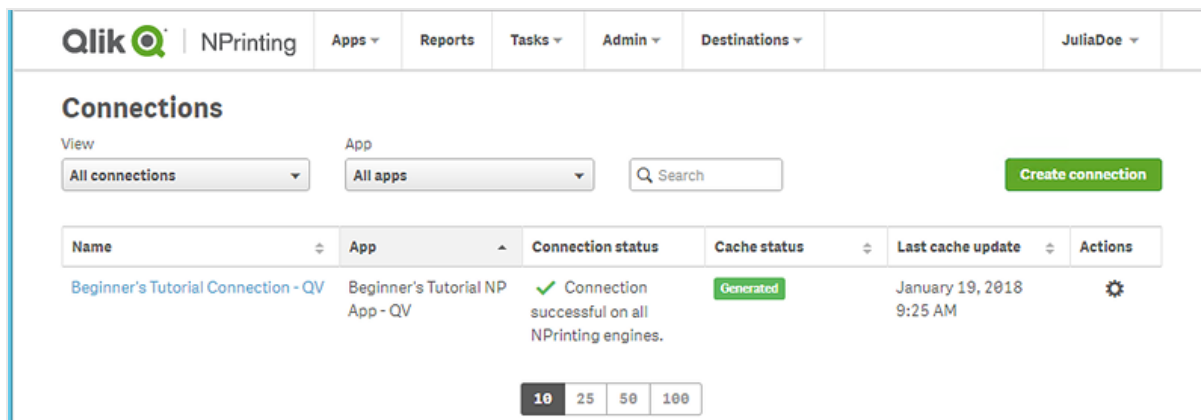 Qlik NPrinting Apps Reports Tasks Admin Destinations JuliaDoe
Connections
View App
All connections All apps Search Create connection
Name App Connection status Cache status Last cache update Actions
Beginner's Tutorial Connection - QV Beginner's Tutorial NP Connection Generated January 19, 2018
App - QV successful on all 9:25 AM
NPrinting engines.
10 25 50 100